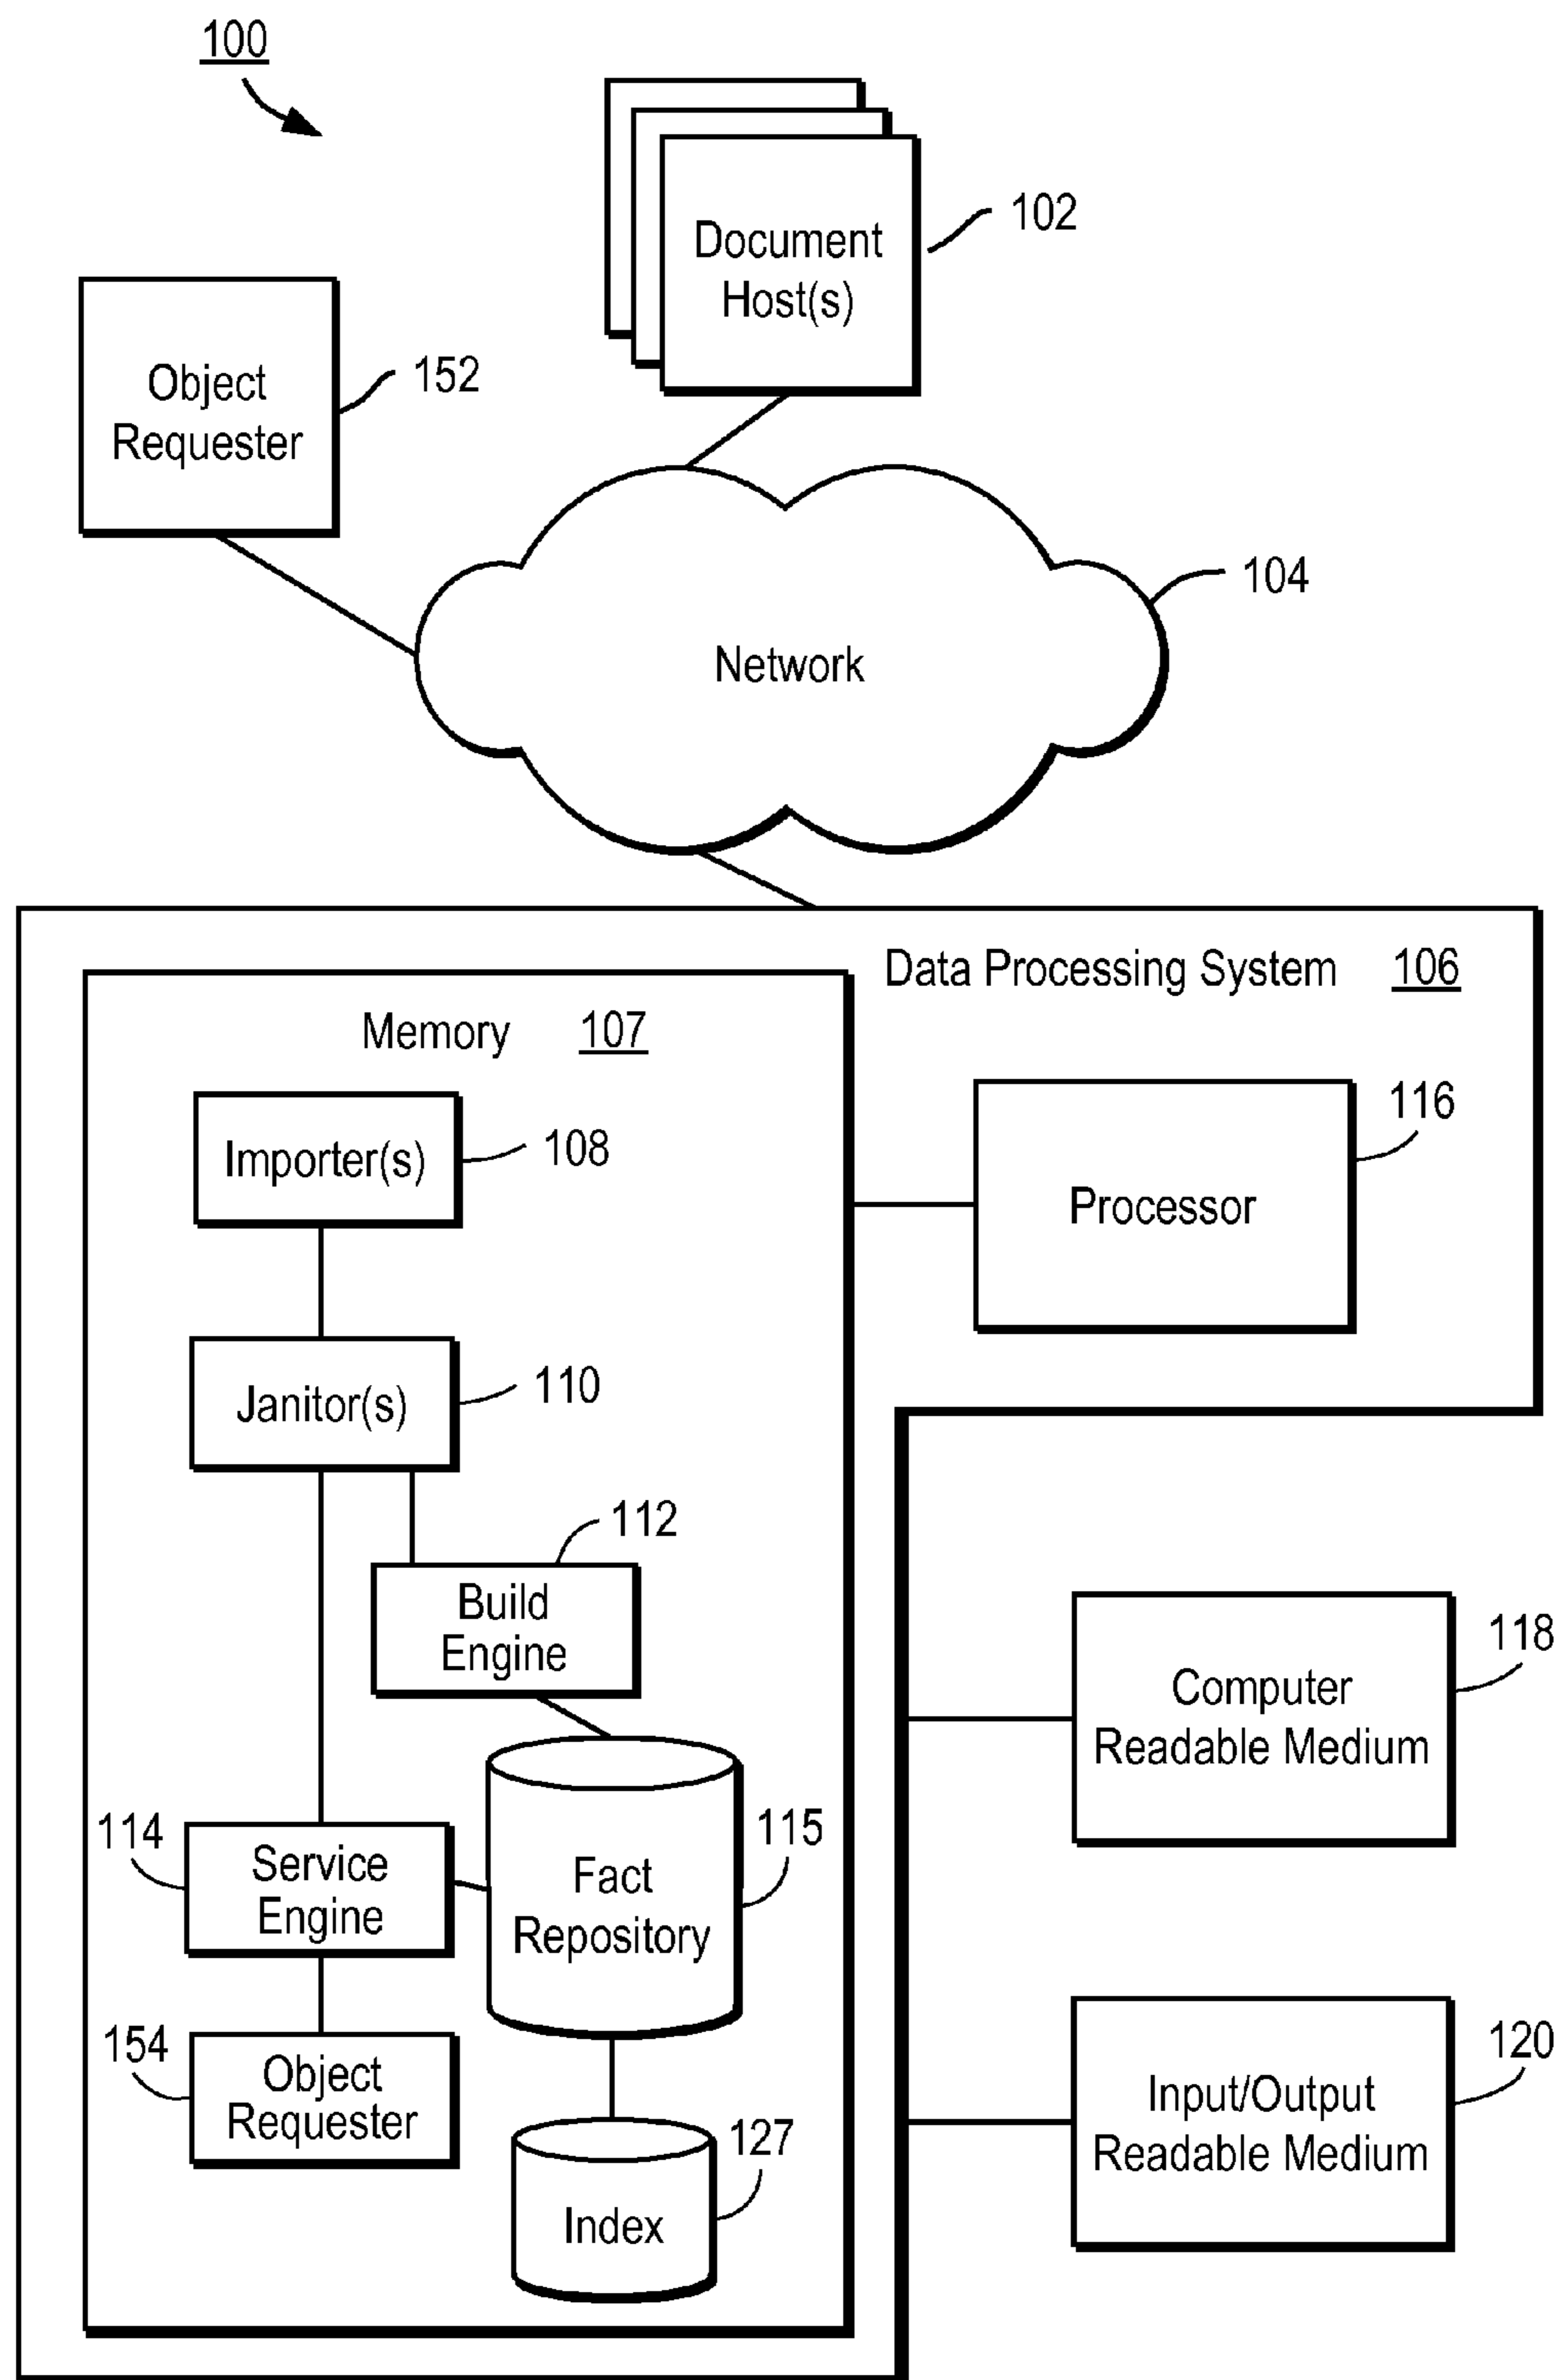 100
Document
Host(s)
102
Object
Requester
152
104
Network
Data Processing System 106
Memory 107
Importer(s)
108
Processor
116
Janitor(s)
110
112
Build
Engine
Computer
Readable Medium
118
114
Service
Engine
Fact
Repository
115
154
Object
Requester
Input/Output
Readable Medium
120
127
Index